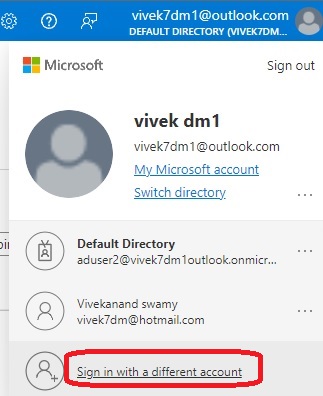 vivek7dm1@outlook.com
DEFAULT DIRECTORY (VIVEK7DM...
Microsoft
Sign out
vivek dm1
vivek7dm1@outlook.com
My Microsoft account
Switch directory
...
Default Directory
aduser2@vivek7dm1outlook.onmicr...
Vivekanand swamy
vivek7dm@hotmail.com
...
Sign in with a different account